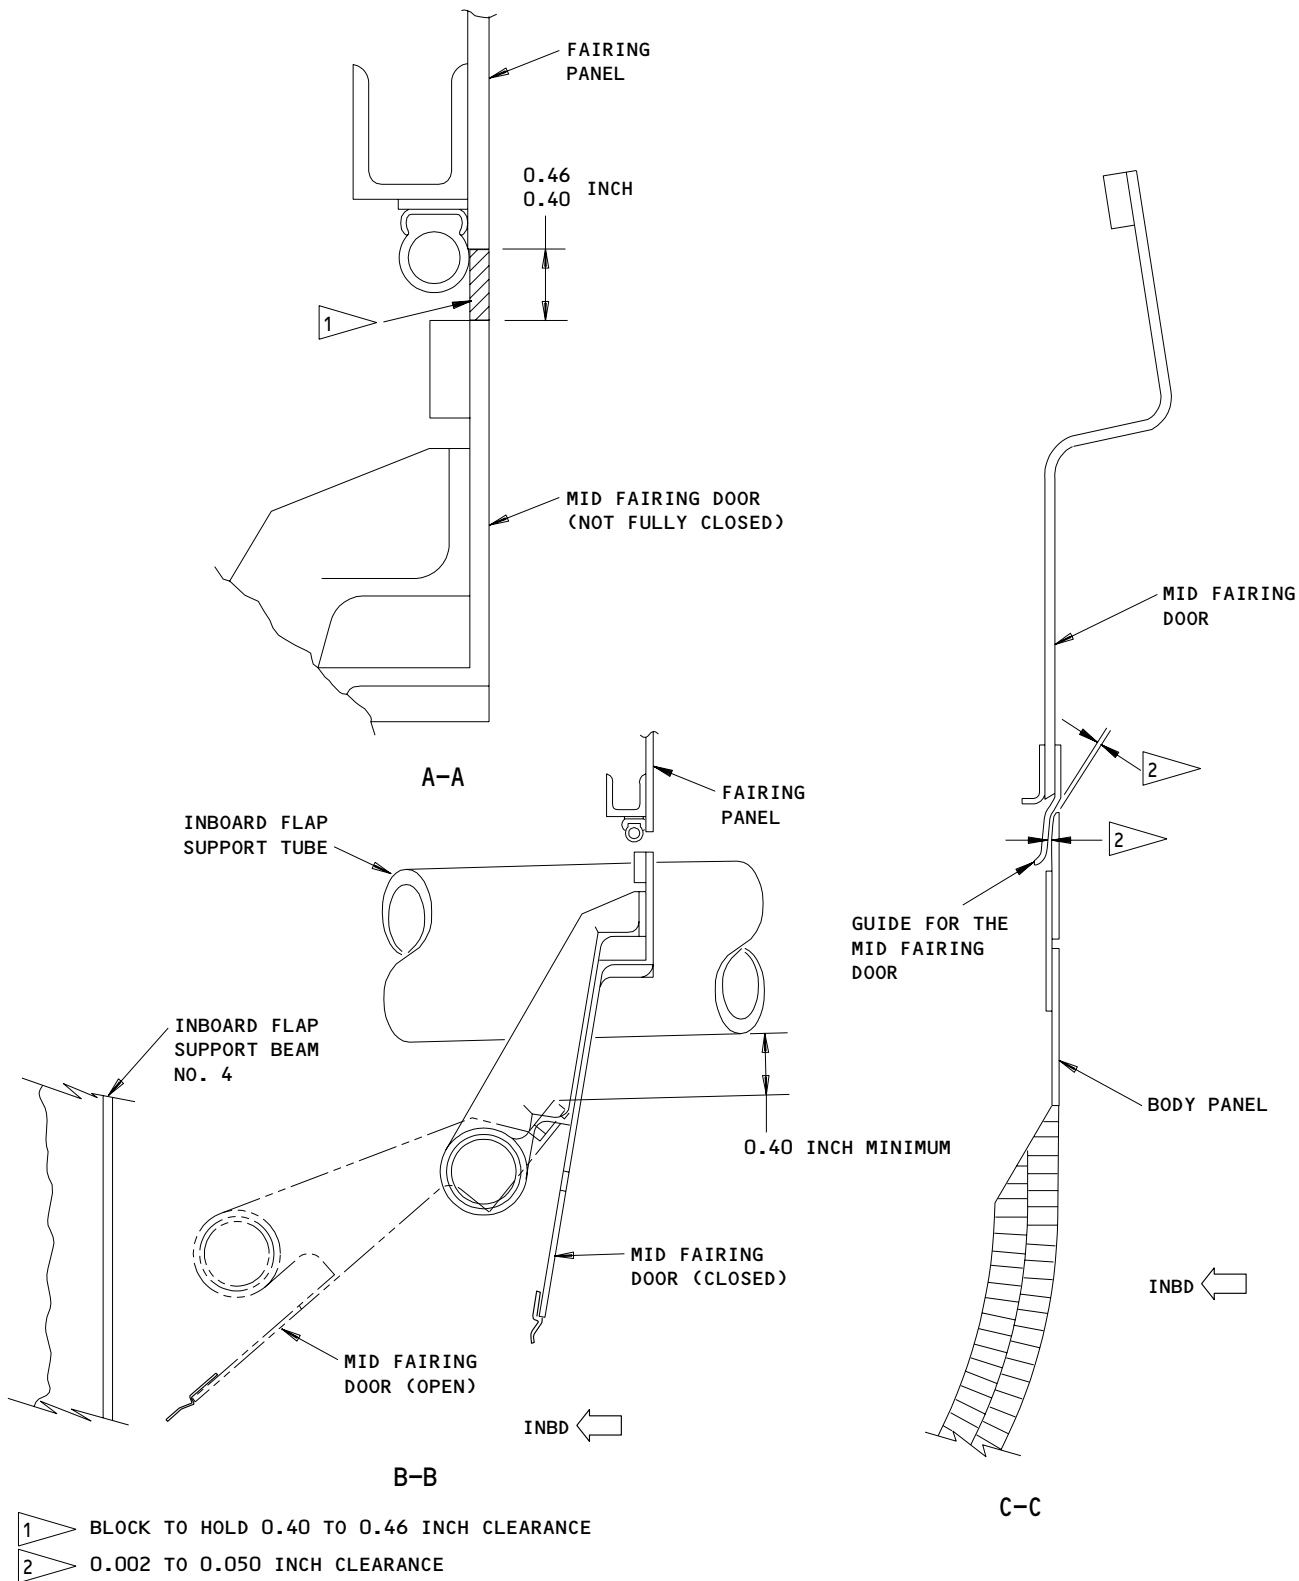 FAIRING
PANEL
0.46
0.40 INCH
1
MID FAIRING DOOR
(NOT FULLY CLOSED)
A-A
MID FAIRING
DOOR
2
2
GUIDE FOR THE
MID FAIRING
DOOR
BODY PANEL
INBD
C-C
FAIRING
PANEL
INBOARD FLAP
SUPPORT TUBE
INBOARD FLAP
SUPPORT BEAM
NO. 4
0.40 INCH MINIMUM
MID FAIRING
DOOR (CLOSED)
MID FAIRING
DOOR (OPEN)
INBD
B-B
1 BLOCK TO HOLD 0.40 TO 0.46 INCH CLEARANCE
2 0.002 TO 0.050 INCH CLEARANCE